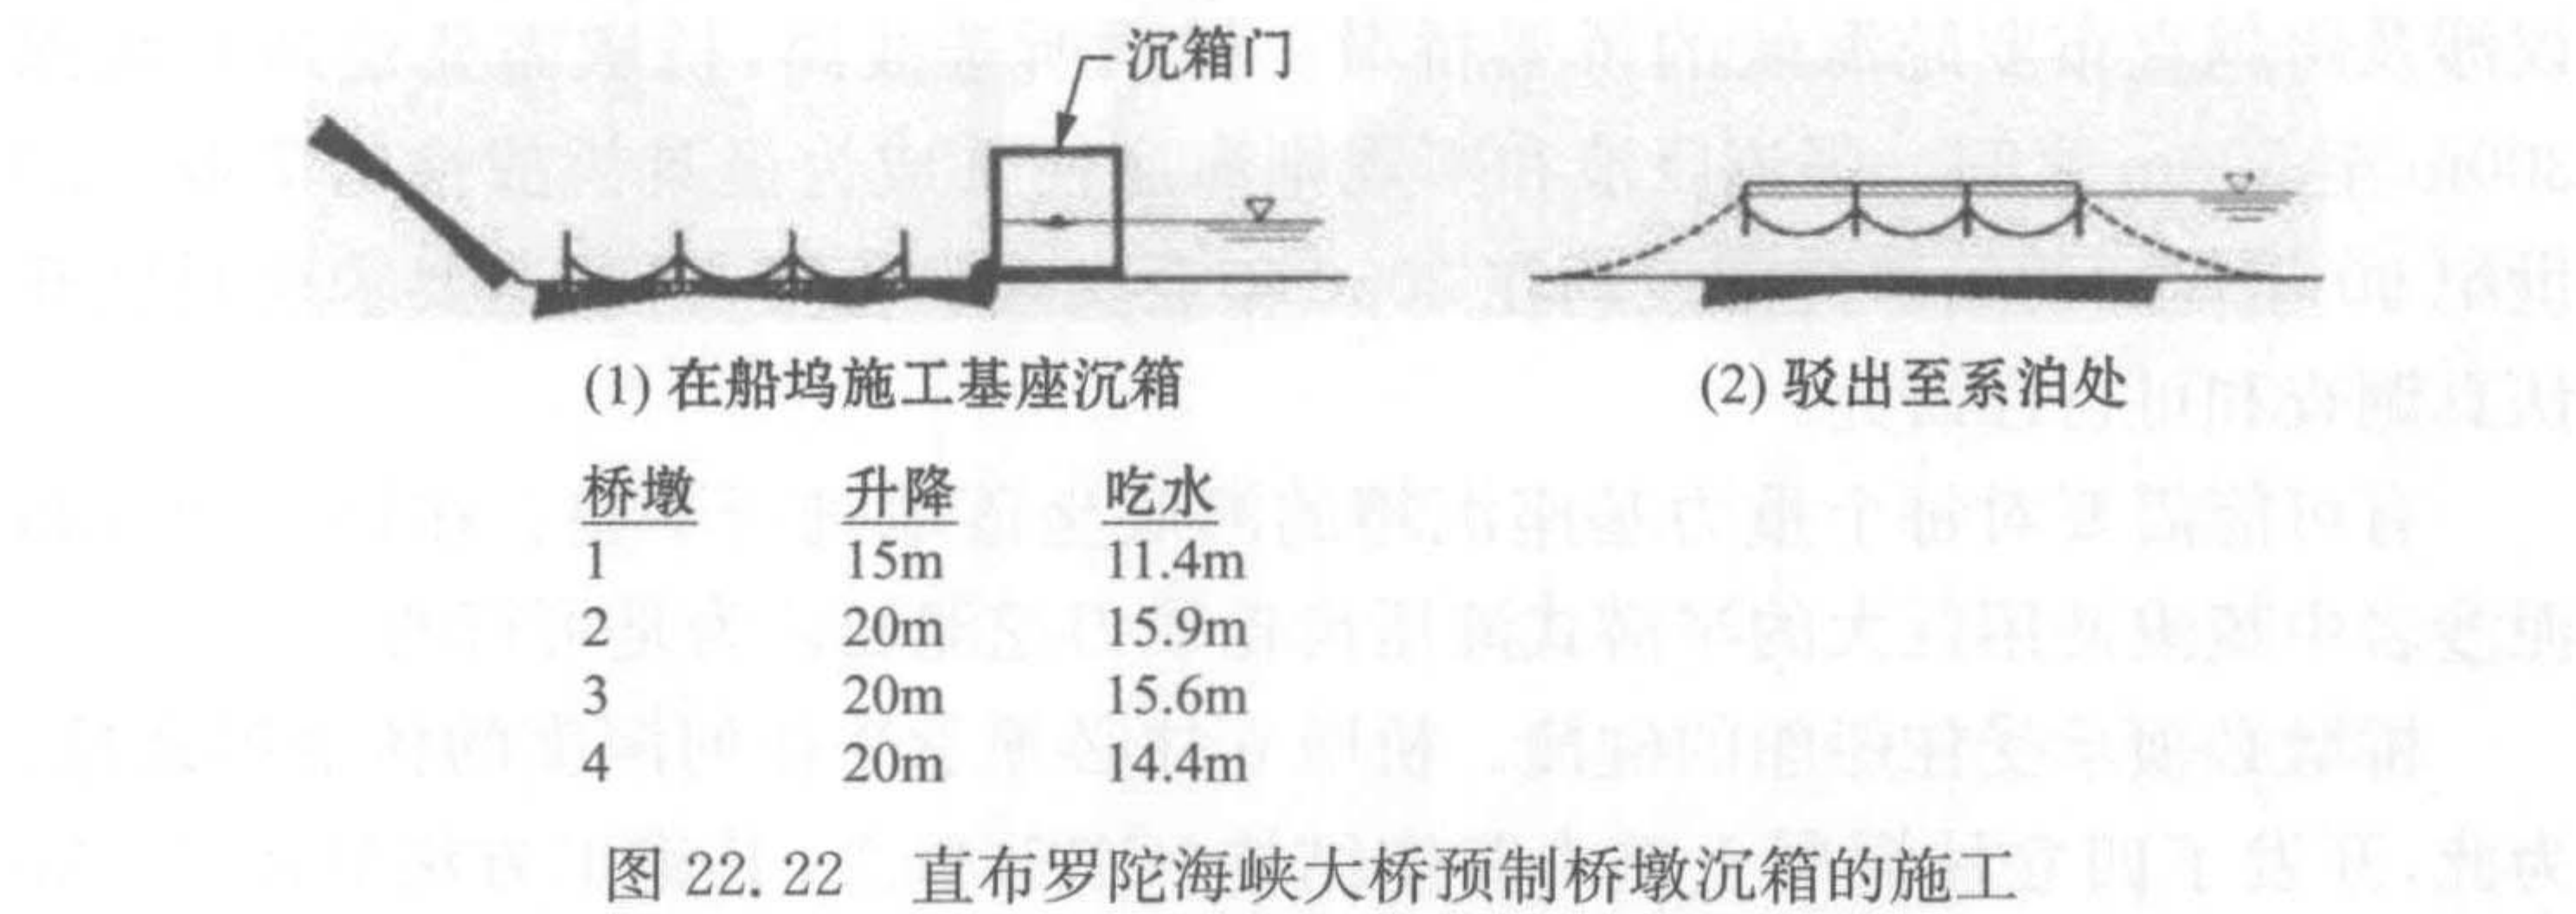 沉箱门
(1) 在船坞施工基座沉箱
(2) 驳出至系泊处
桥墩 升降 吃水
1 15m 11.4m
2 20m 15.9m
3 20m 15.6m
4 20m 14.4m
图 22.22 直布罗陀海峡大桥预制桥墩沉箱的施工